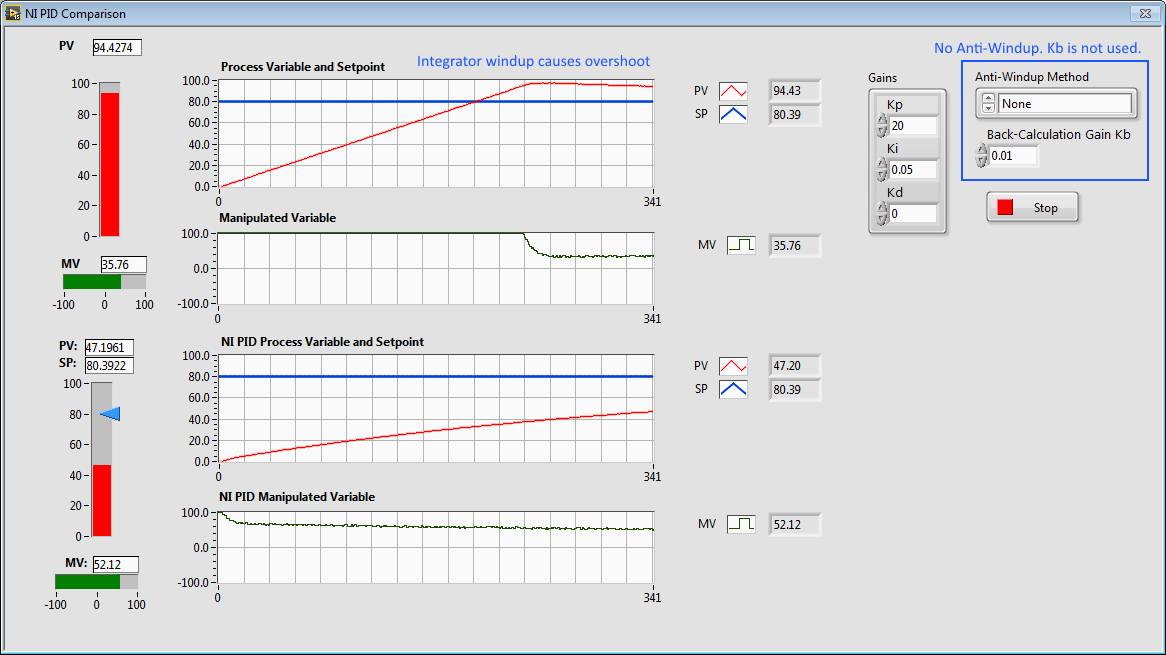 NI PID Comparison
PV 94.4274
Process Variable and Setpoint
Integrator windup causes overshoot
No Anti-Windup. Kb is not used.
100
80
60
40
20
0
100.0
80.0
60.0
40.0
20.0
0.0
0 341
PV 94.43
SP 80.39
Gains
Kp
20
Ki
0.05
Kd
0
Anti-Windup Method
None
Back-Calculation Gain Kb
0.01
Stop
MV 35.76
-100 0 100
Manipulated Variable
100.0
0.0
-100.0
0 341
MV 35.76
PV: 47.1961
SP: 80.3922
100
80
60
40
20
0
NI PID Process Variable and Setpoint
100.0
80.0
60.0
40.0
20.0
0.0
0 341
PV 47.20
SP 80.39
MV: 52.12
-100 0 100
NI PID Manipulated Variable
100.0
0.0
-100.0
0 341
MV 52.12